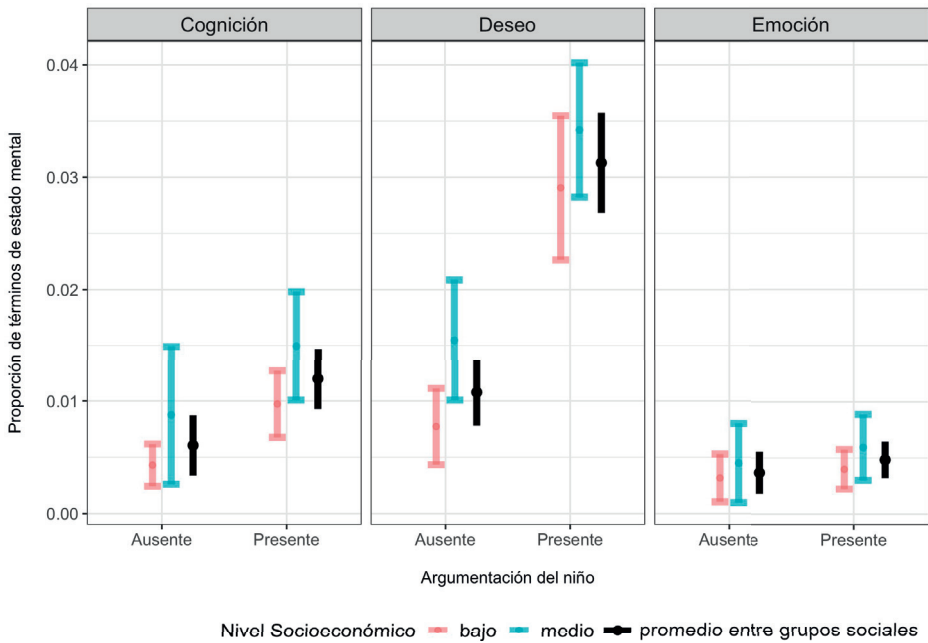 Cognición Deseo Emoción
Proporción de términos de estado mental
0.04
0.03
0.02
0.01
0.00
Ausente Presente Ausente Presente Ausente Presente
Argumentación del niño
Nivel Socioeconómico bajo medio promedio entre grupos sociales